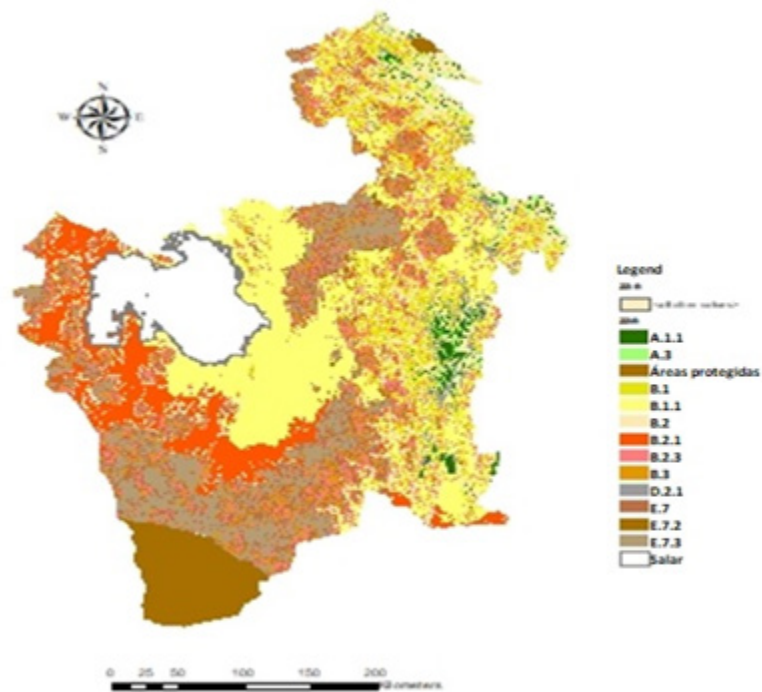 N
W E
S
Legend
A.1.1
A.3
Áreas protegidas
B.1
B.1.1
B.2
B.2.1
B.2.3
B.3
D.2.1
E.7
E.7.2
E.7.3
Salar
0 25 50 100 150 200
Kilometers